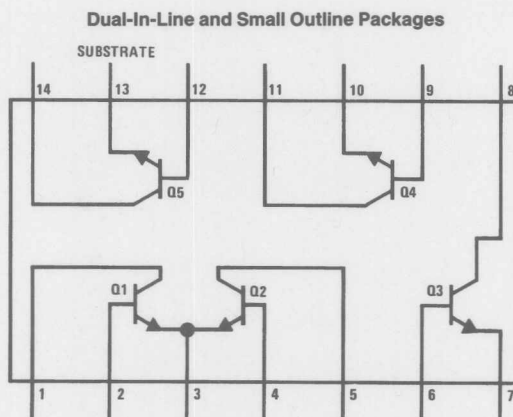 Dual-In-Line and Small Outline Packages
SUBSTRATE
14 13 12 11 10 9 8
Q5 Q4
Q1 Q2 Q3
1 2 3 4 5 6 7